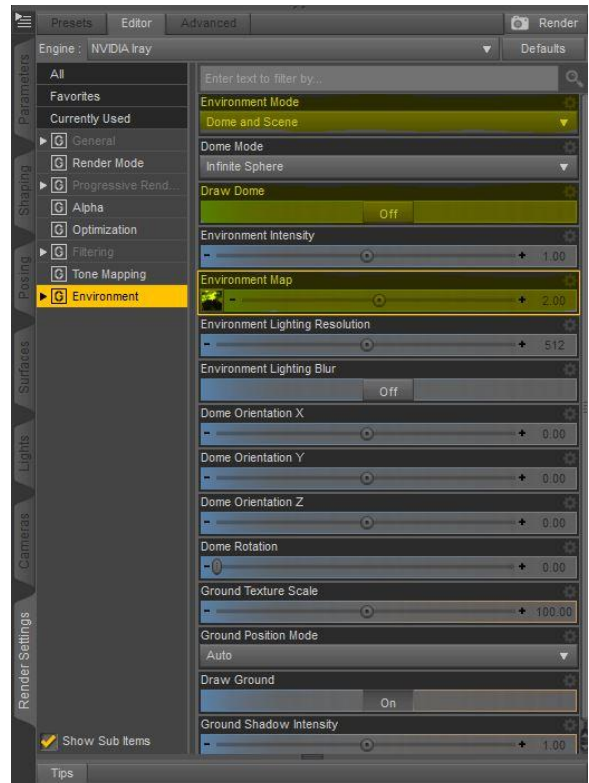 Presets Editor Advanced Render
Engine : NVIDIA Iray Defaults
Parameters
Shaping
Posing
Surfaces
Lights
Cameras
Render Settings
All
Favorites
Currently Used
G General
G Render Mode
G Progressive Rend...
G Alpha
G Optimization
G Filtering
G Tone Mapping
G Environment
Show Sub Items
Enter text to filter by...
Environment Mode
Dome and Scene
Dome Mode
Infinite Sphere
Draw Dome
Off
Environment Intensity
- + 1.00
Environment Map
- + 2.00
Environment Lighting Resolution
- + 512
Environment Lighting Blur
Off
Dome Orientation X
- + 0.00
Dome Orientation Y
- + 0.00
Dome Orientation Z
- + 0.00
Dome Rotation
- + 0.00
Ground Texture Scale
- + 100.00
Ground Position Mode
Auto
Draw Ground
On
Ground Shadow Intensity
- + 1.00
Tips